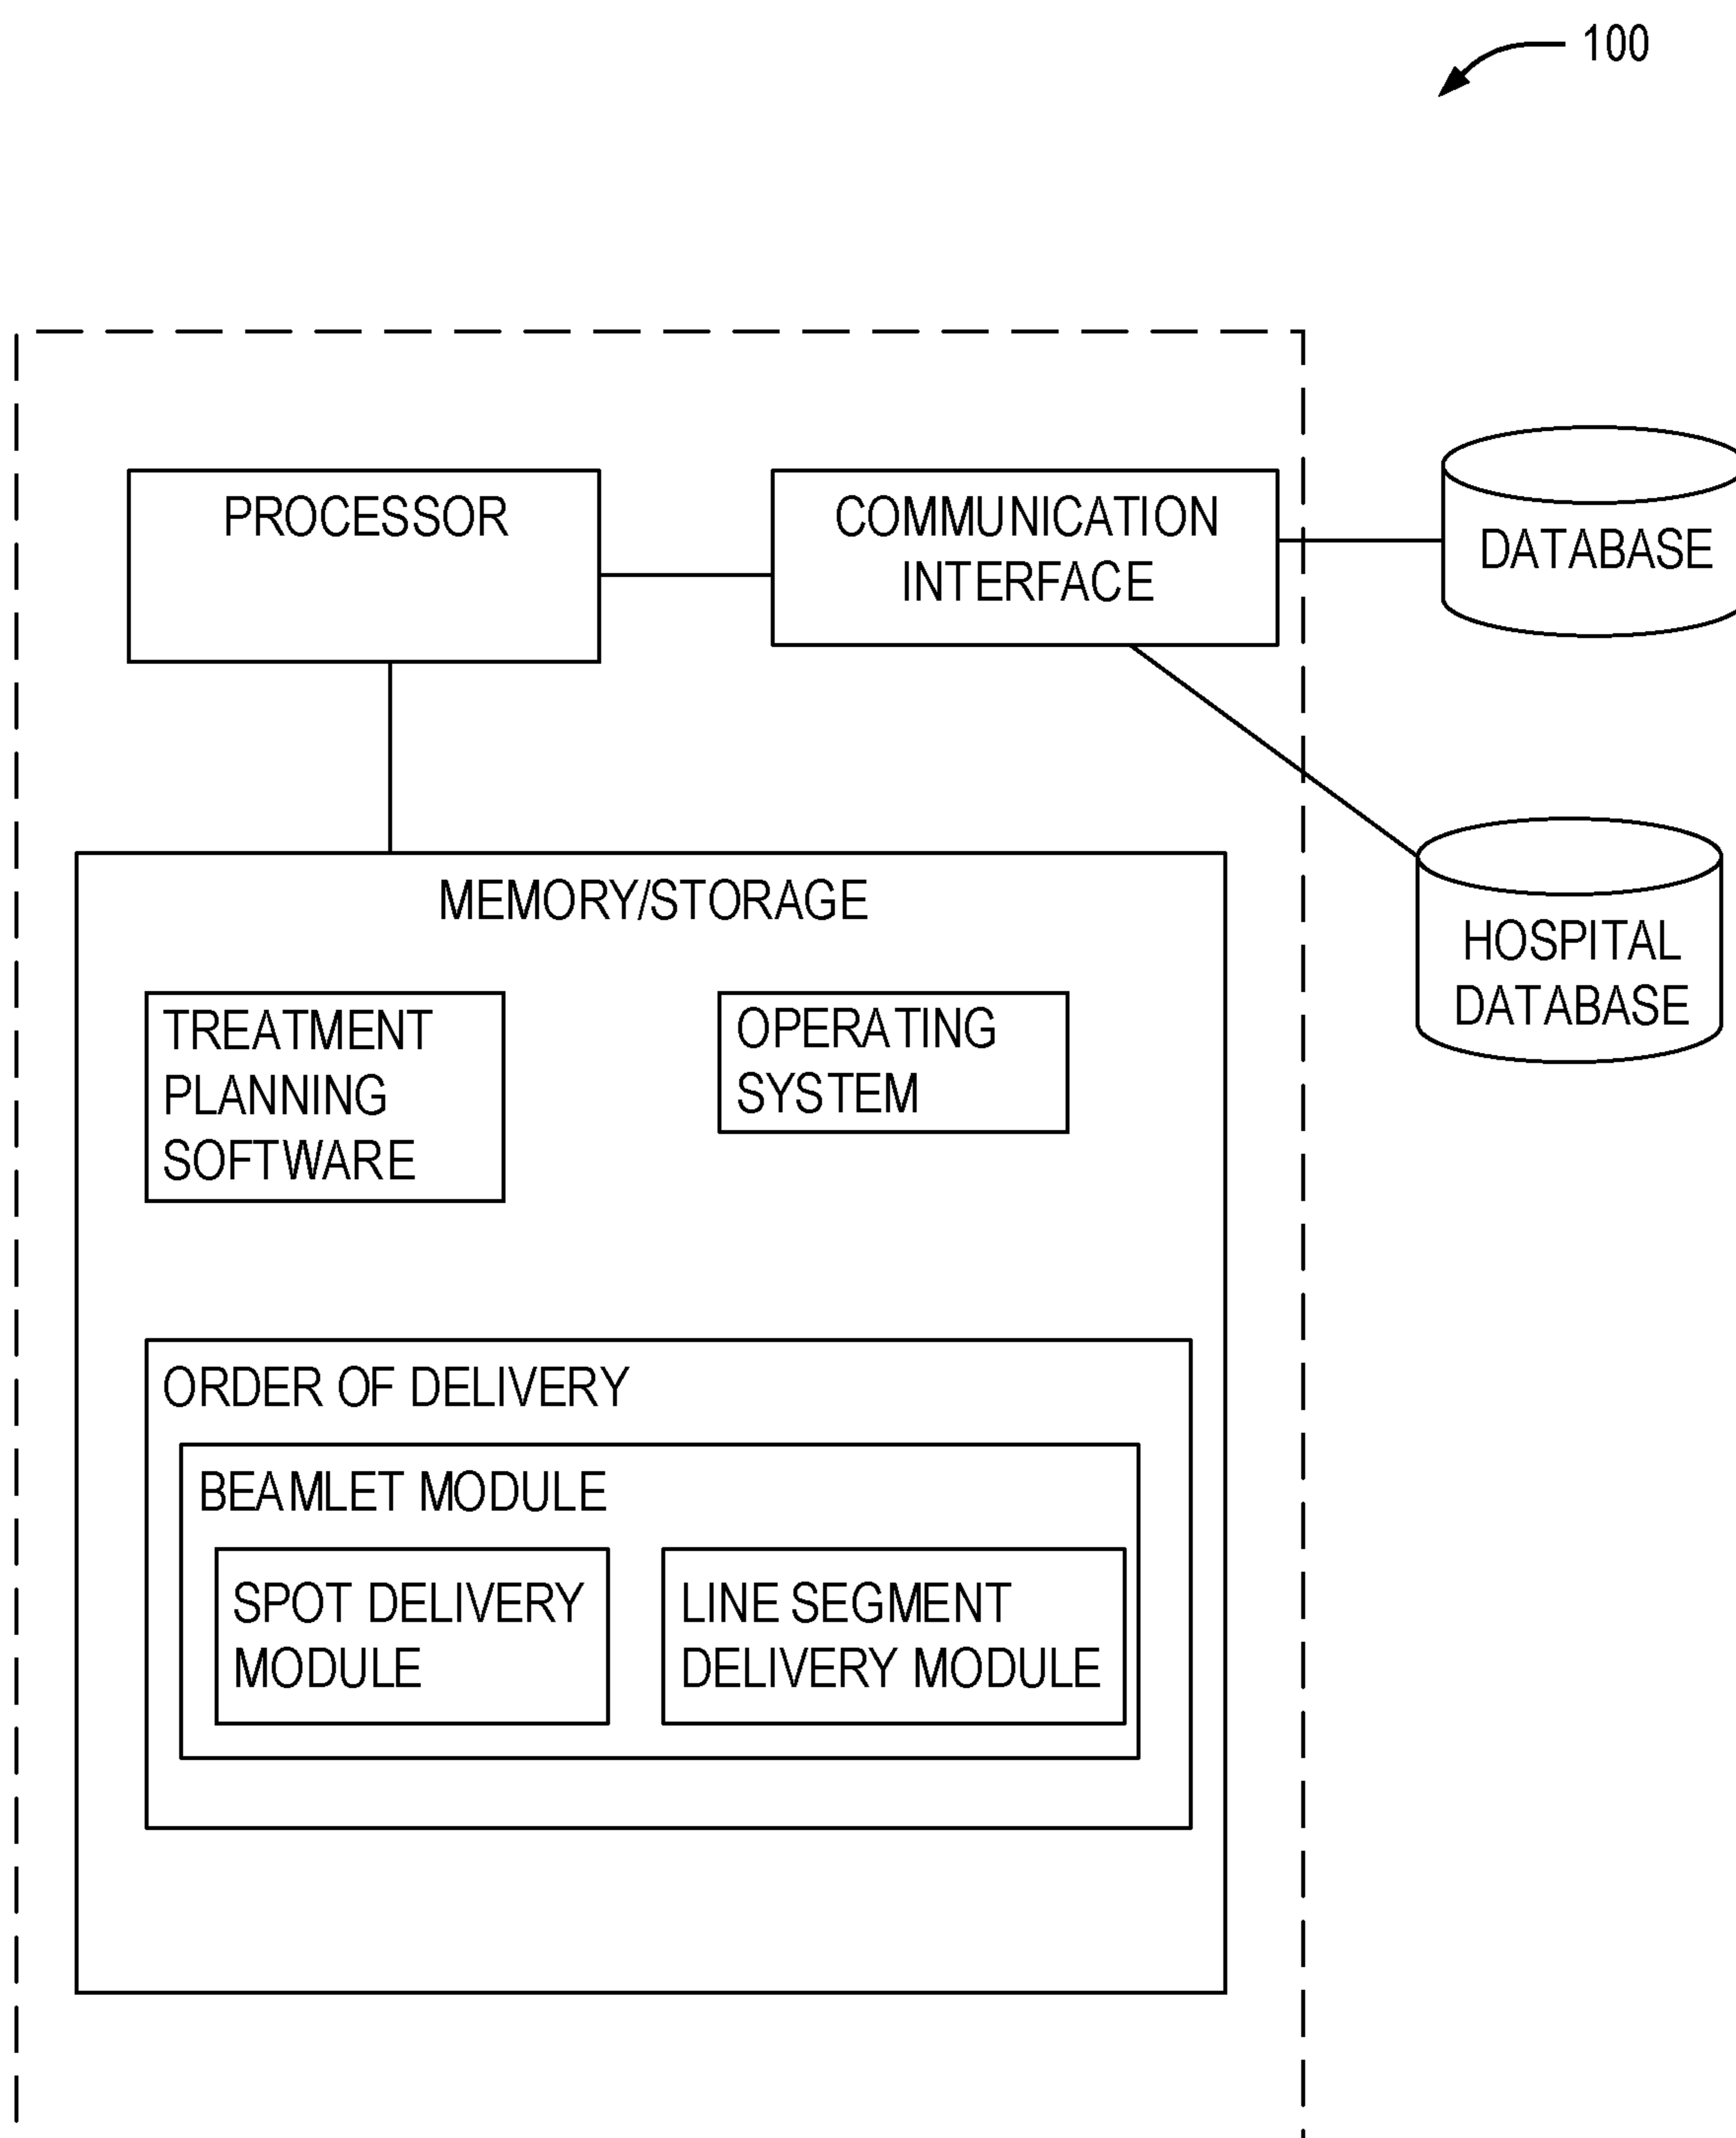 100
PROCESSOR
COMMUNICATION
INTERFACE
DATABASE
HOSPITAL
DATABASE
MEMORY/STORAGE
TREATMENT
PLANNING
SOFTWARE
OPERATING
SYSTEM
ORDER OF DELIVERY
BEAMLET MODULE
SPOT DELIVERY
MODULE
LINE SEGMENT
DELIVERY MODULE